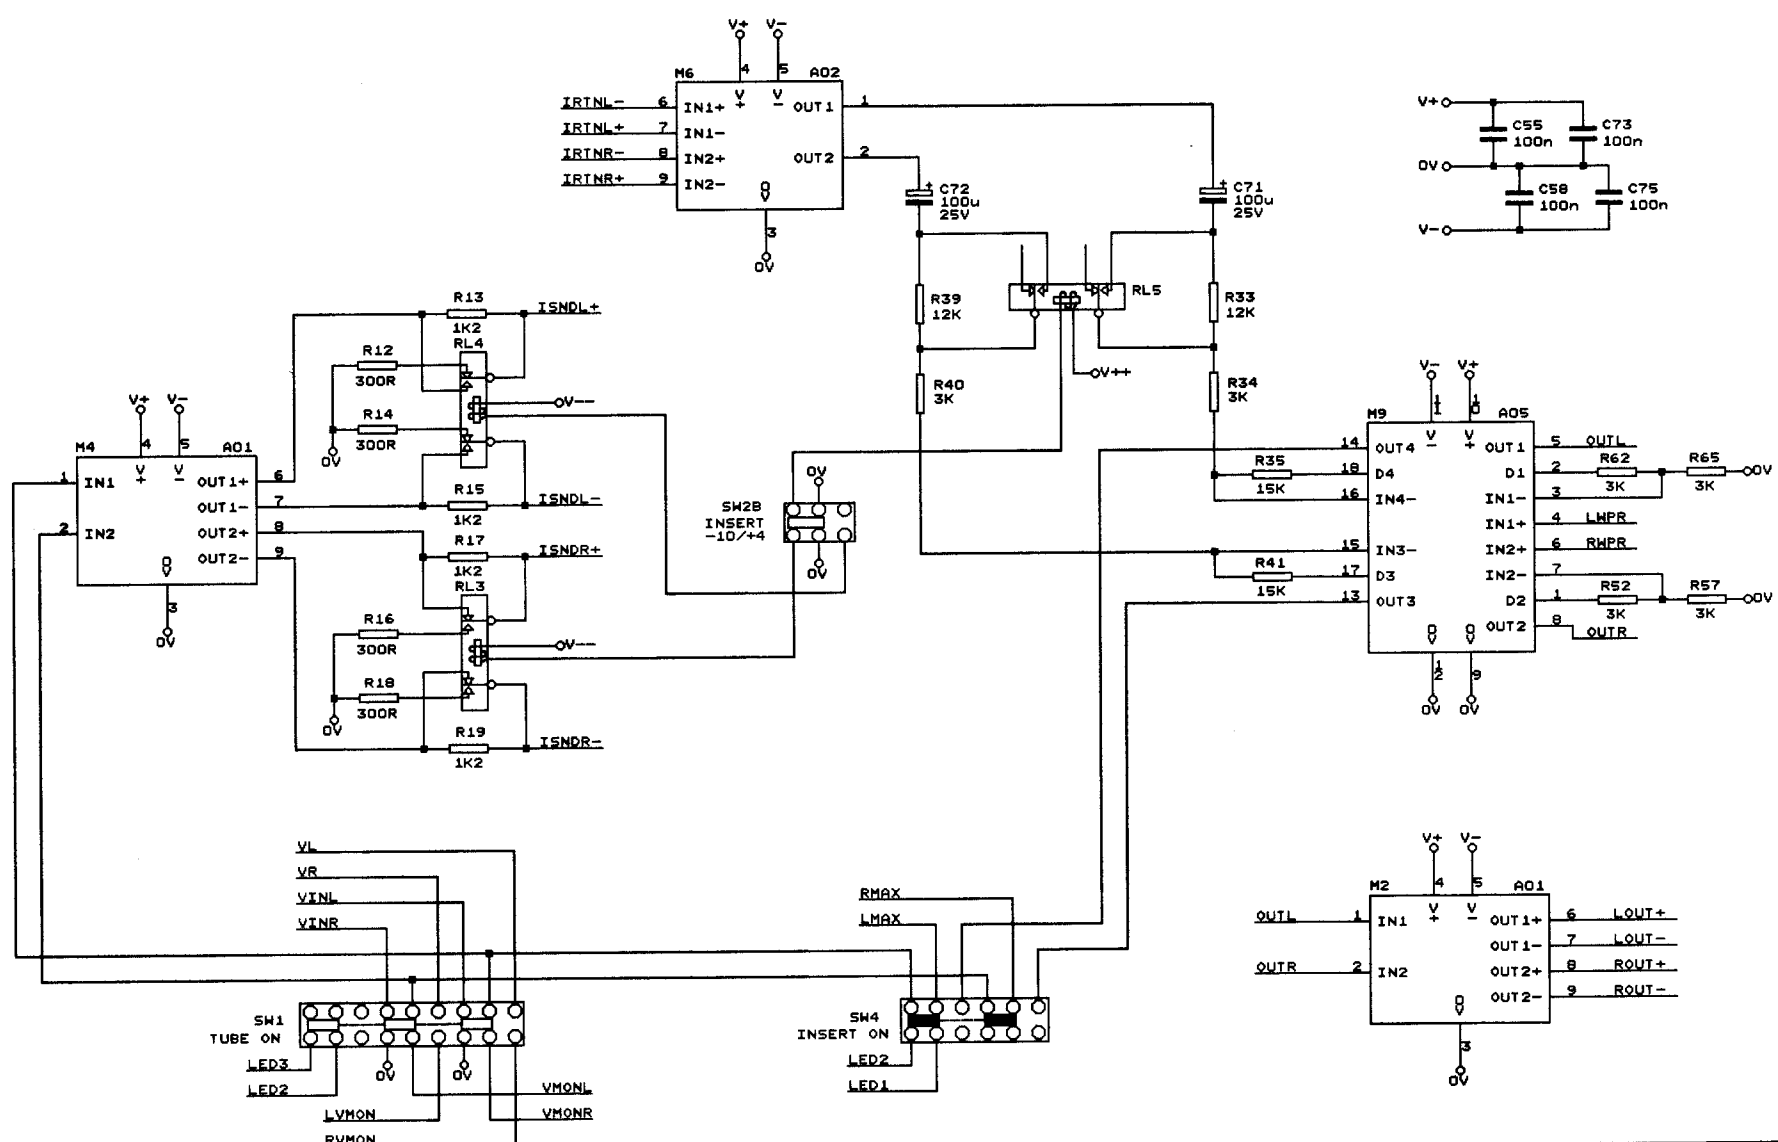 V+ V-
4 5
M6 AO2
IRTNL- 6 IN1+ V+ V- OUT1 1
IRTNL+ 7 IN1-
IRTNR- 8 IN2+ OUT2 2
IRTNR+ 9 IN2- 0V
3
0V
C72
100u
25V
C71
100u
25V
V+
C55
100n
C73
100n
0V
C58
100n
C75
100n
V-
R39
12K
RL5
R33
12K
V++
R40
3K
R34
3K
R13
1K2
ISNDL+
RL4
R12
300R
V--
R14
300R
0V
R15
1K2
ISNDL-
V+ V-
4 5
M4 AO1
1 IN1 V+ V- OUT1+ 6
OUT1- 7
2 IN2 OUT2+ 8
0V OUT2- 9
3
0V
R17
1K2
ISNDR+
RL3
R16
300R
V--
R18
300R
0V
R19
1K2
ISNDR-
0V
SW2B
INSERT
-10/+4
0V
V- V+
11 10
M9 AO5
14 OUT4 V- V+ OUT1 5 OUTL
R35
15K
18 D4 D1 2
R62
3K
R65
3K
0V
16 IN4- IN1- 3
IN1+ 4 LWPR
15 IN3- IN2+ 6 RWPR
R41
15K
17 D3 IN2- 7
13 OUT3 D2 1
R52
3K
R57
3K
0V
OUT2 8 OUTR
0V 0V
12 9
0V 0V
VL
VR
VINL
VINR
SW1
TUBE ON
LED3
LED2
0V 0V
VMONL
LVMON
VMONR
RVMON
RMAX
LMAX
SW4
INSERT ON
LED2
LED1
V+ V-
4 5
M2 AO1
OUTL 1 IN1 V+ V- OUT1+ 6 LOUT+
OUT1- 7 LOUT-
OUTR 2 IN2 OUT2+ 8 ROUT+
0V OUT2- 9 ROUT-
3
0V